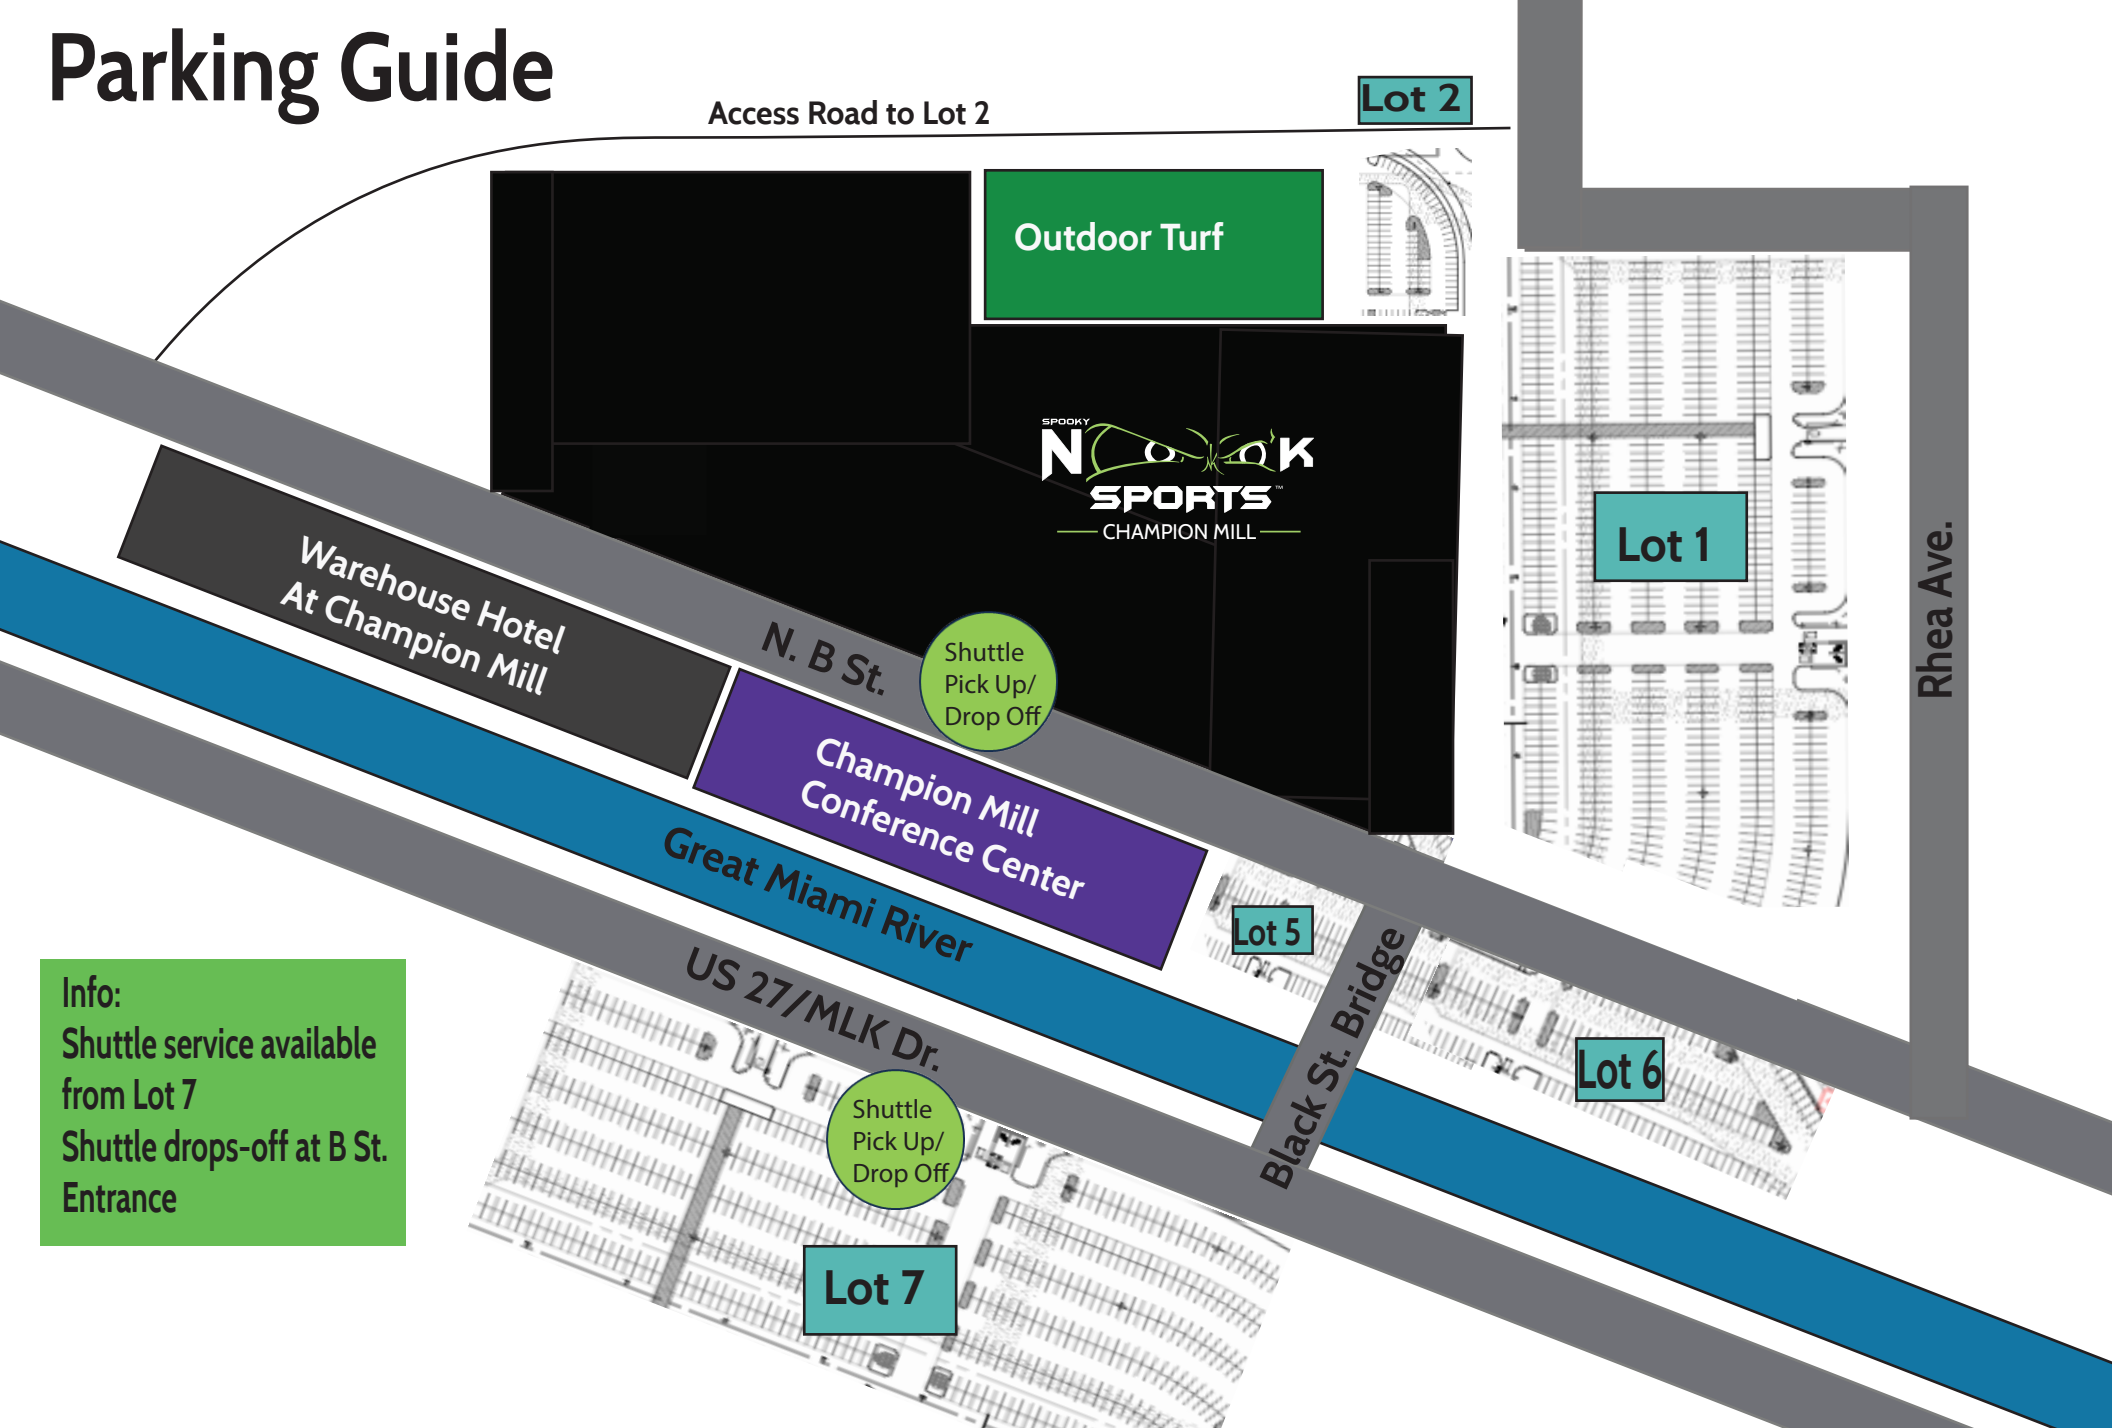 Parking Guide
Access Road to Lot 2
Lot 2
Outdoor Turf
SPOOKY
NOOK
SPORTS™
CHAMPION MILL
Lot 1
Rhea Ave.
Warehouse Hotel
At Champion Mill
N. B St.
Shuttle
Pick Up/
Drop Off
Champion Mill
Conference Center
Great Miami River
Lot 5
Black St. Bridge
Lot 6
US 27/MLK Dr.
Shuttle
Pick Up/
Drop Off
Lot 7
Info:
Shuttle service available
from Lot 7
Shuttle drops-off at B St.
Entrance